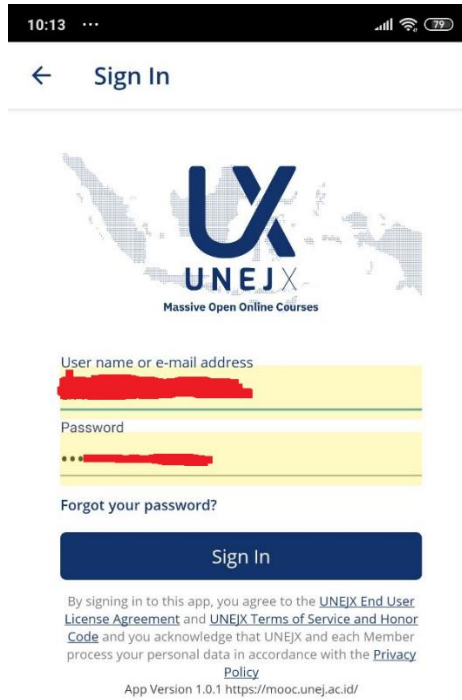 10:13 ...
79
← Sign In
UX
UNEJX
Massive Open Online Courses
User name or e-mail address
Password
•••
Forgot your password?
Sign In
By signing in to this app, you agree to the UNEJX End User
License Agreement and UNEJX Terms of Service and Honor
Code and you acknowledge that UNEJX and each Member
process your personal data in accordance with the Privacy
Policy
App Version 1.0.1 https://mooc.unej.ac.id/